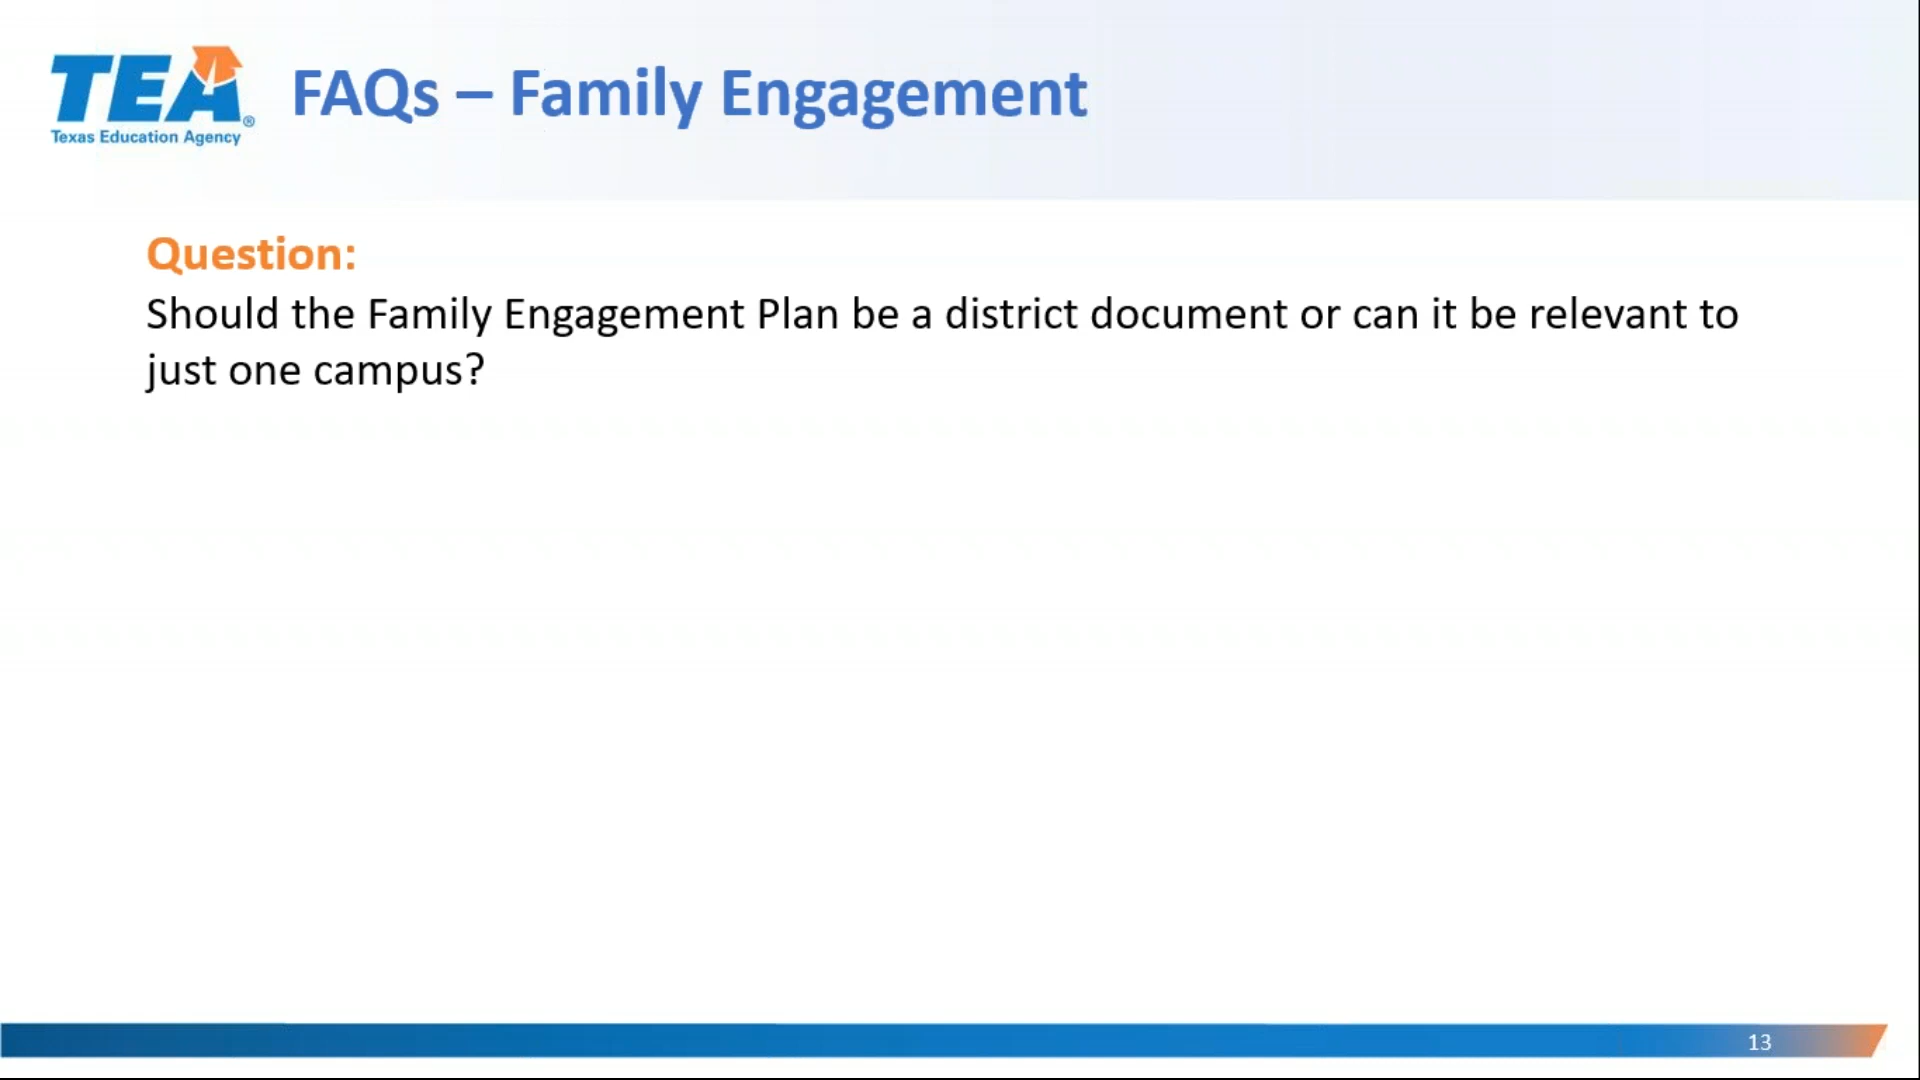 TEA®
Texas Education Agency
FAQs – Family Engagement
Question:
Should the Family Engagement Plan be a district document or can it be relevant to
just one campus?
13